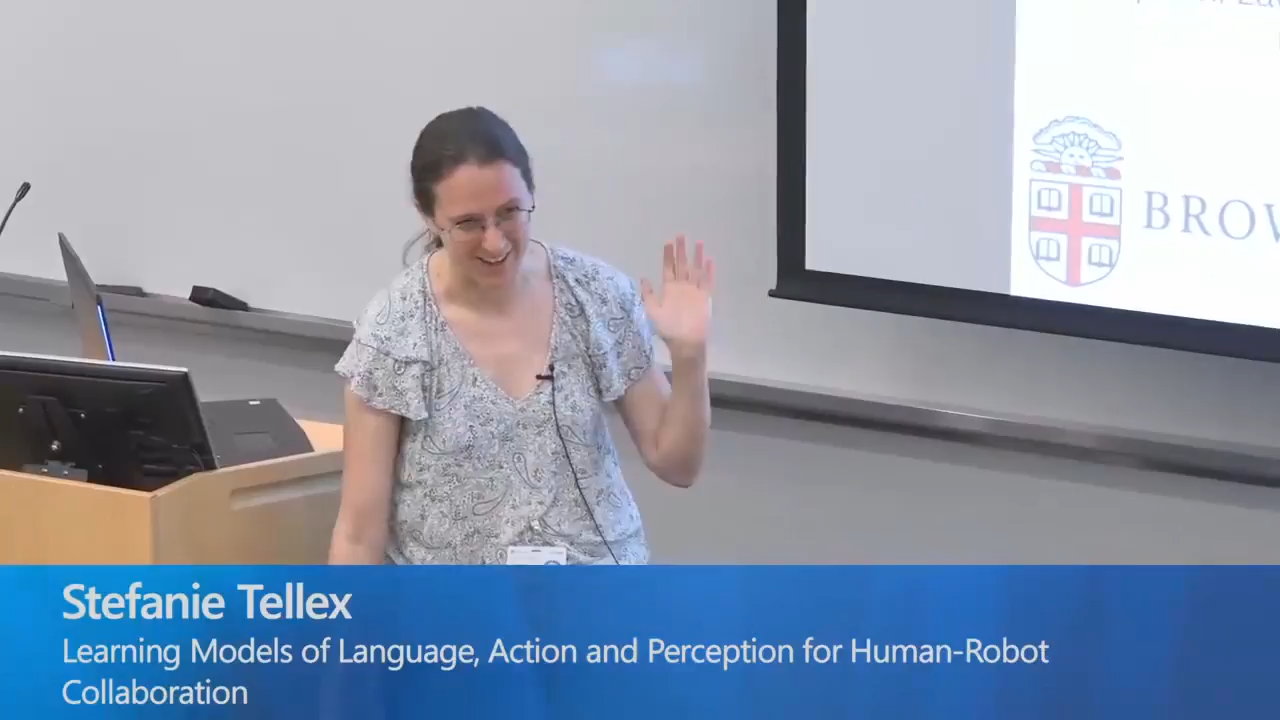 BROW
Stefanie Tellex
Learning Models of Language, Action and Perception for Human-Robot
Collaboration